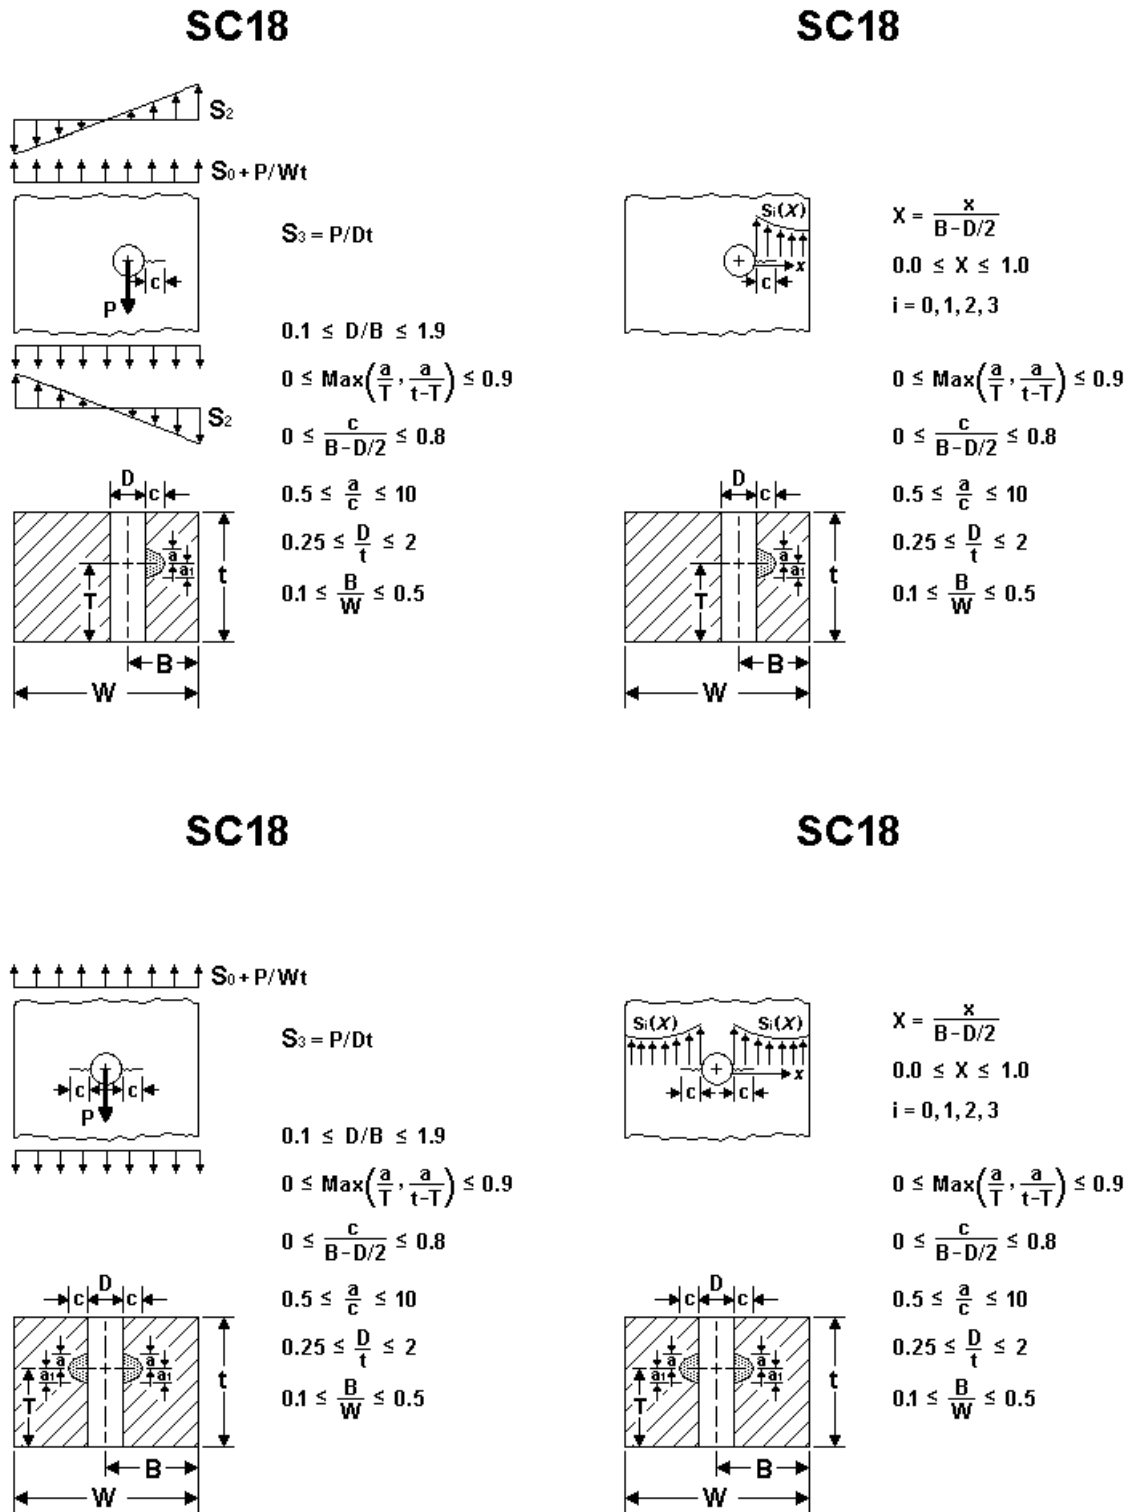 SC18
S₂
S₀ + P/Wt
S₃ = P/Dt
c
P
0.1 ≤ D/B ≤ 1.9
0 ≤ Max(a/T, a/t-T) ≤ 0.9
S₂
0 ≤ c/B-D/2 ≤ 0.8
D
c
0.5 ≤ a/c ≤ 10
0.25 ≤ D/t ≤ 2
a
a₁
T
t
0.1 ≤ B/W ≤ 0.5
B
W
SC18
Sᵢ(X)
x
c
X = x/B-D/2
0.0 ≤ X ≤ 1.0
i = 0, 1, 2, 3
0 ≤ Max(a/T, a/t-T) ≤ 0.9
0 ≤ c/B-D/2 ≤ 0.8
D
c
0.5 ≤ a/c ≤ 10
0.25 ≤ D/t ≤ 2
a
a₁
T
t
0.1 ≤ B/W ≤ 0.5
B
W
SC18
S₀ + P/Wt
S₃ = P/Dt
c
c
P
0.1 ≤ D/B ≤ 1.9
0 ≤ Max(a/T, a/t-T) ≤ 0.9
0 ≤ c/B-D/2 ≤ 0.8
c
D
c
0.5 ≤ a/c ≤ 10
0.25 ≤ D/t ≤ 2
a
a₁
a
a₁
T
t
0.1 ≤ B/W ≤ 0.5
B
W
SC18
Sᵢ(X)
Sᵢ(X)
x
c
c
X = x/B-D/2
0.0 ≤ X ≤ 1.0
i = 0, 1, 2, 3
0 ≤ Max(a/T, a/t-T) ≤ 0.9
0 ≤ c/B-D/2 ≤ 0.8
c
D
c
0.5 ≤ a/c ≤ 10
0.25 ≤ D/t ≤ 2
a
a₁
a
a₁
T
t
0.1 ≤ B/W ≤ 0.5
B
W